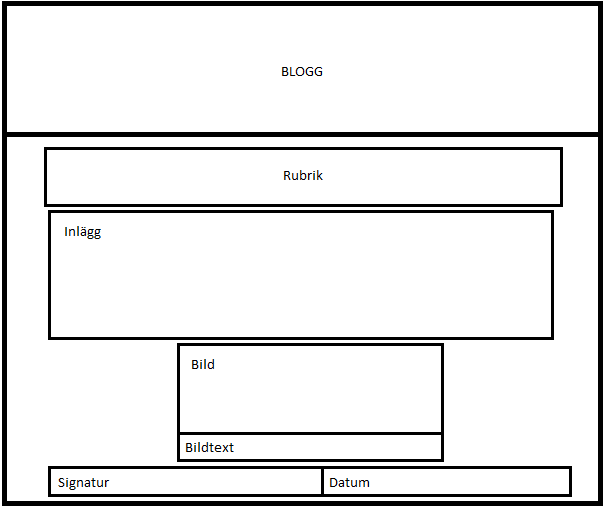 BLOGG
Rubrik
Inlägg
Bild
Bildtext
Signatur
Datum